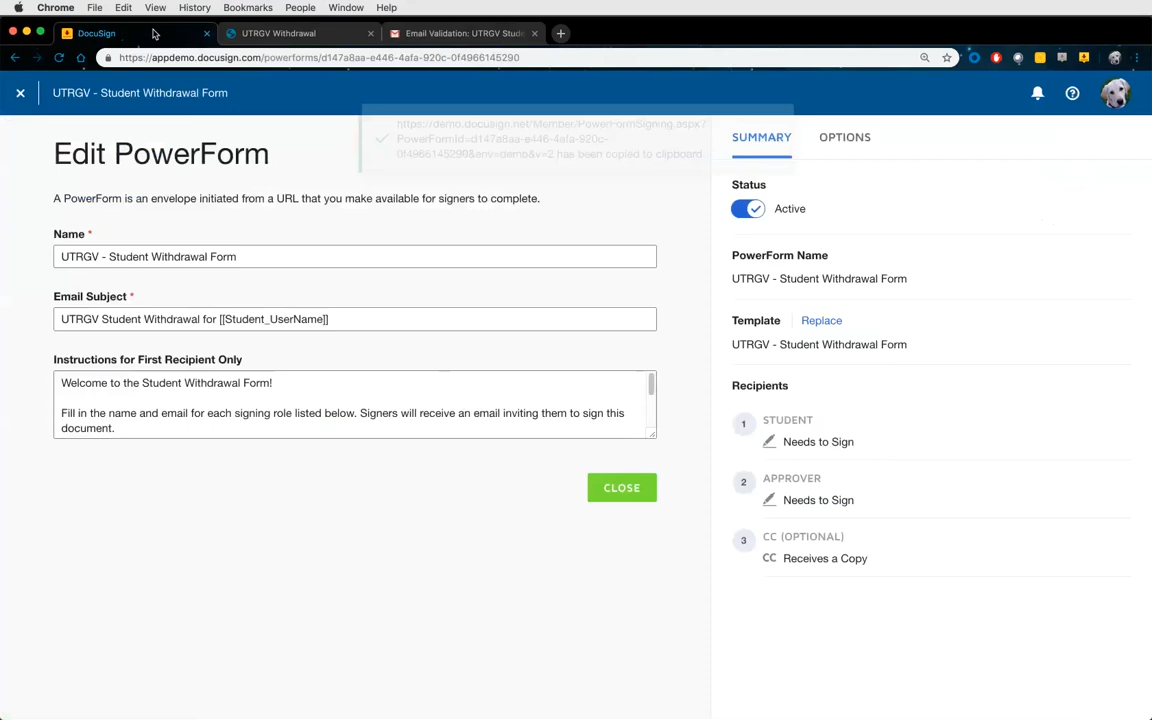 Chrome File Edit View History Bookmarks People Window Help
DocuSign
UTRGV Withdrawal
Email Validation: UTRGV Stude
https://appdemo.docusign.com/powerforms/d147a8aa-e446-4afa-920c-0f4966145290
UTRGV - Student Withdrawal Form
https://demo.docusign.net/Member/PowerFormSigning.aspx?
PowerFormId=d147a8aa-e446-4afa-920c-
0f4966145290&env=demo&v=2 has been copied to clipboard
Edit PowerForm
A PowerForm is an envelope initiated from a URL that you make available for signers to complete.
Name *
UTRGV - Student Withdrawal Form
Email Subject *
UTRGV Student Withdrawal for [[Student_UserName]]
Instructions for First Recipient Only
Welcome to the Student Withdrawal Form!
Fill in the name and email for each signing role listed below. Signers will receive an email inviting them to sign this
document.
CLOSE
SUMMARY OPTIONS
Status
Active
PowerForm Name
UTRGV - Student Withdrawal Form
Template Replace
UTRGV - Student Withdrawal Form
Recipients
1 STUDENT
Needs to Sign
2 APPROVER
Needs to Sign
3 CC (OPTIONAL)
CC Receives a Copy